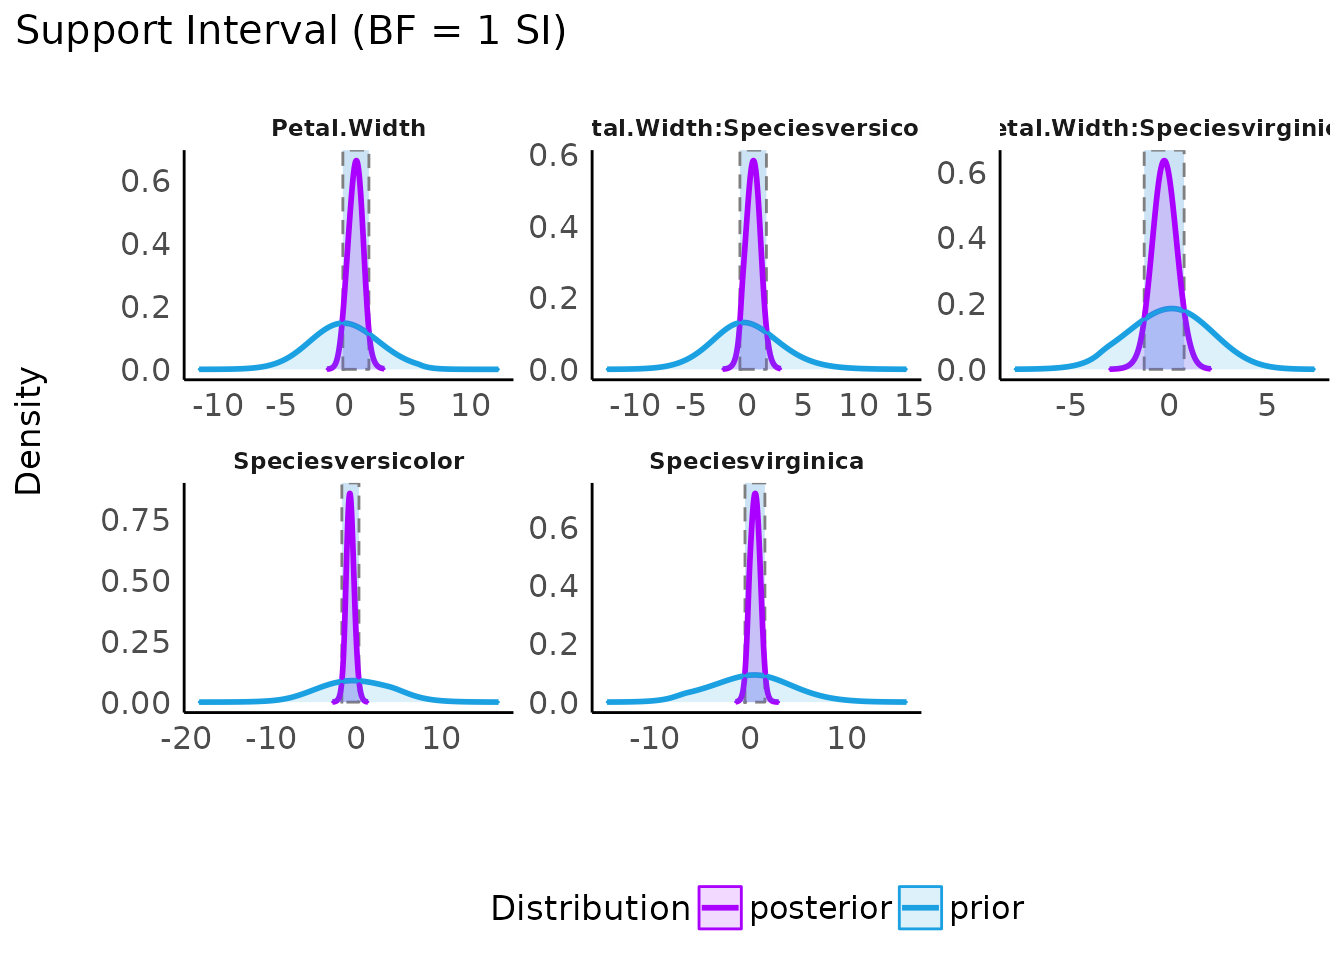 Support Interval (BF = 1 SI)
Petal.Width
tal.Width:Speciesversico
etal.Width:Speciesvirginic
0.6
0.4
0.2
0.0
-10 -5 0 5 10
0.6
0.4
0.2
0.0
-10 -5 0 5 10 15
0.6
0.4
0.2
0.0
-5 0 5
Density
Speciesversicolor
Speciesvirginica
0.75
0.50
0.25
0.00
-20 -10 0 10
0.6
0.4
0.2
0.0
-10 0 10
Distribution posterior prior